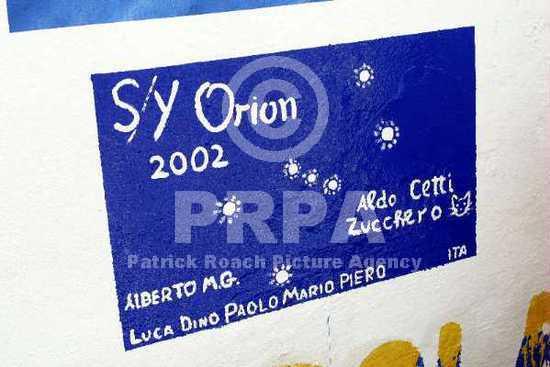 S/Y Orion
2002
Aldo Cetti
Zucchero
ALBERTO M.G.
ITA
LUCA DINO PAOLO MARIO PIERO
©
PRPA
Patrick Roach Picture Agency